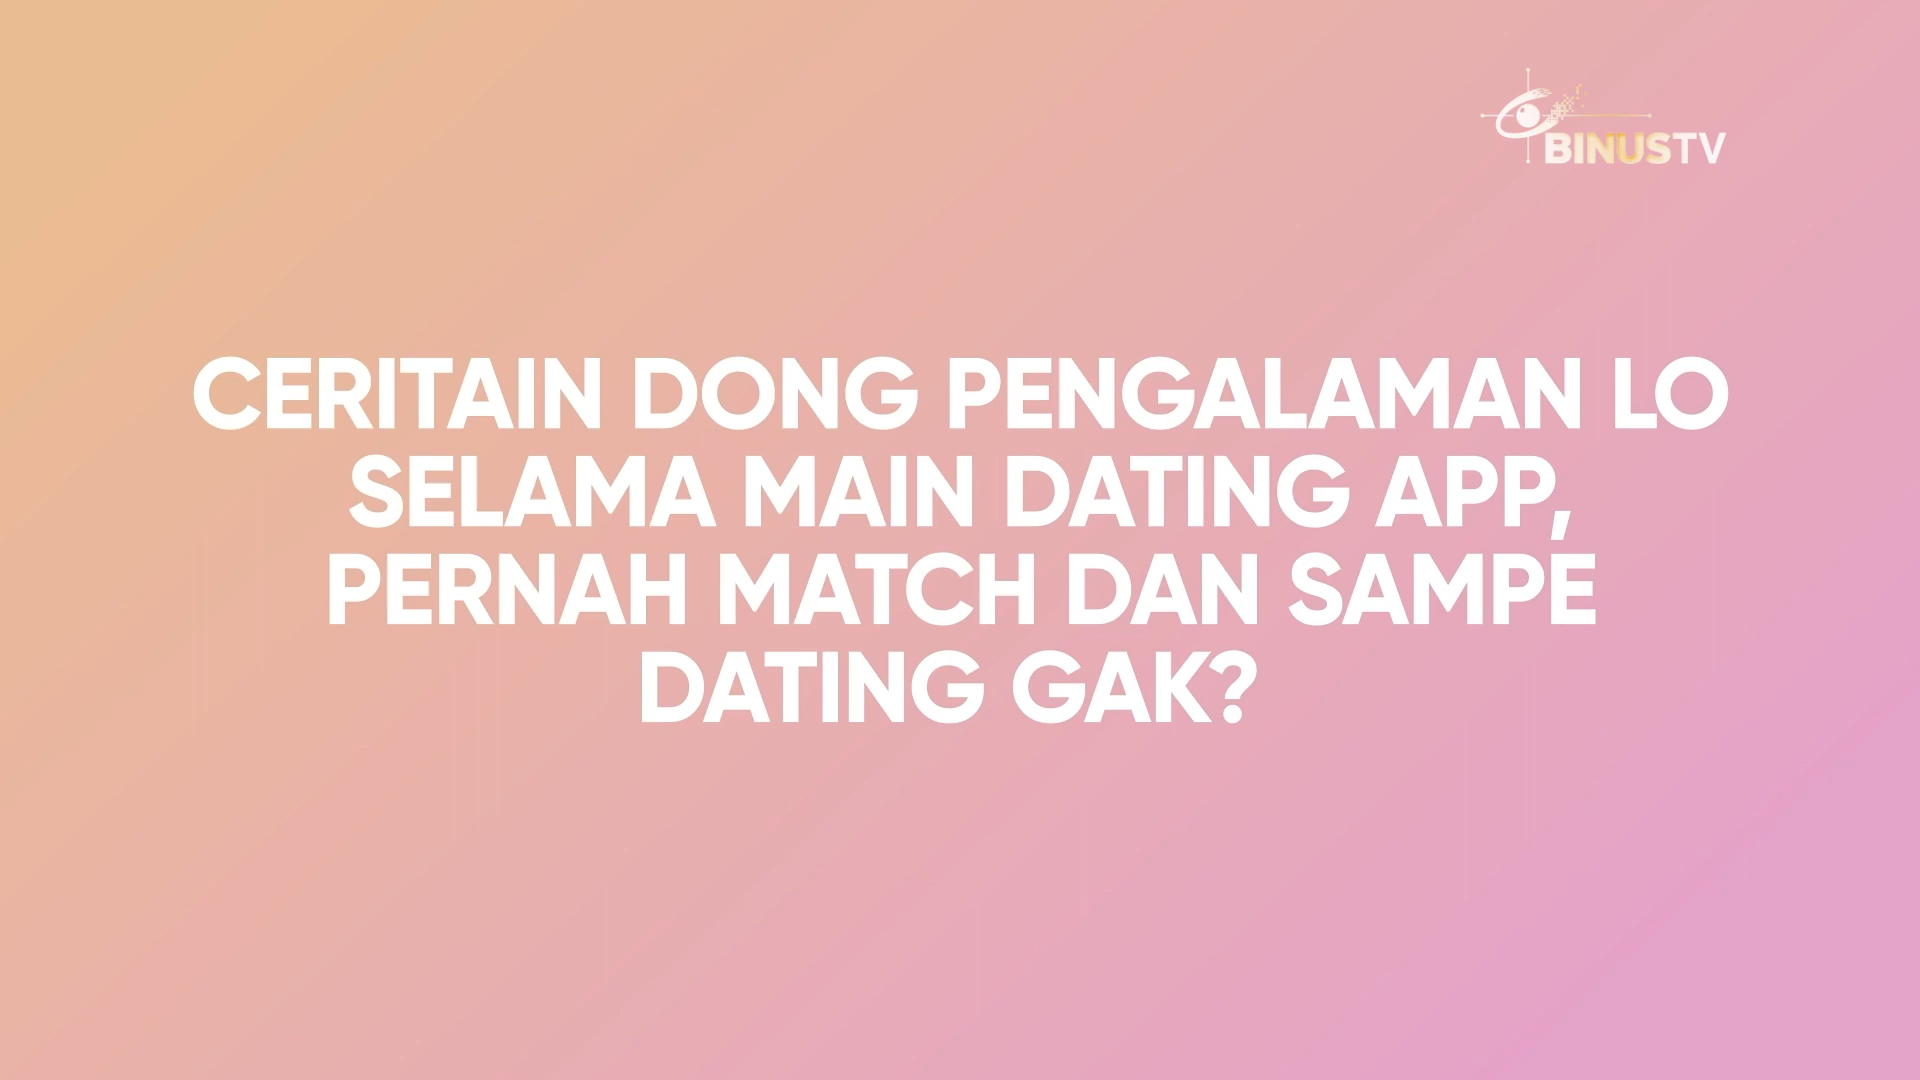 BINUSTV
CERITAIN DONG PENGALAMAN LO
SELAMA MAIN DATING APP,
PERNAH MATCH DAN SAMPE
DATING GAK?